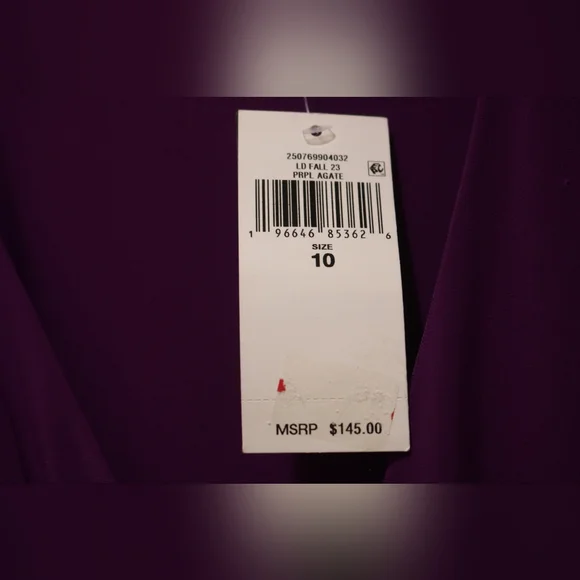 250769904032
LD FALL 23
PRPL AGATE
1 96646 85362 6
SIZE
10
MSRP $145.00